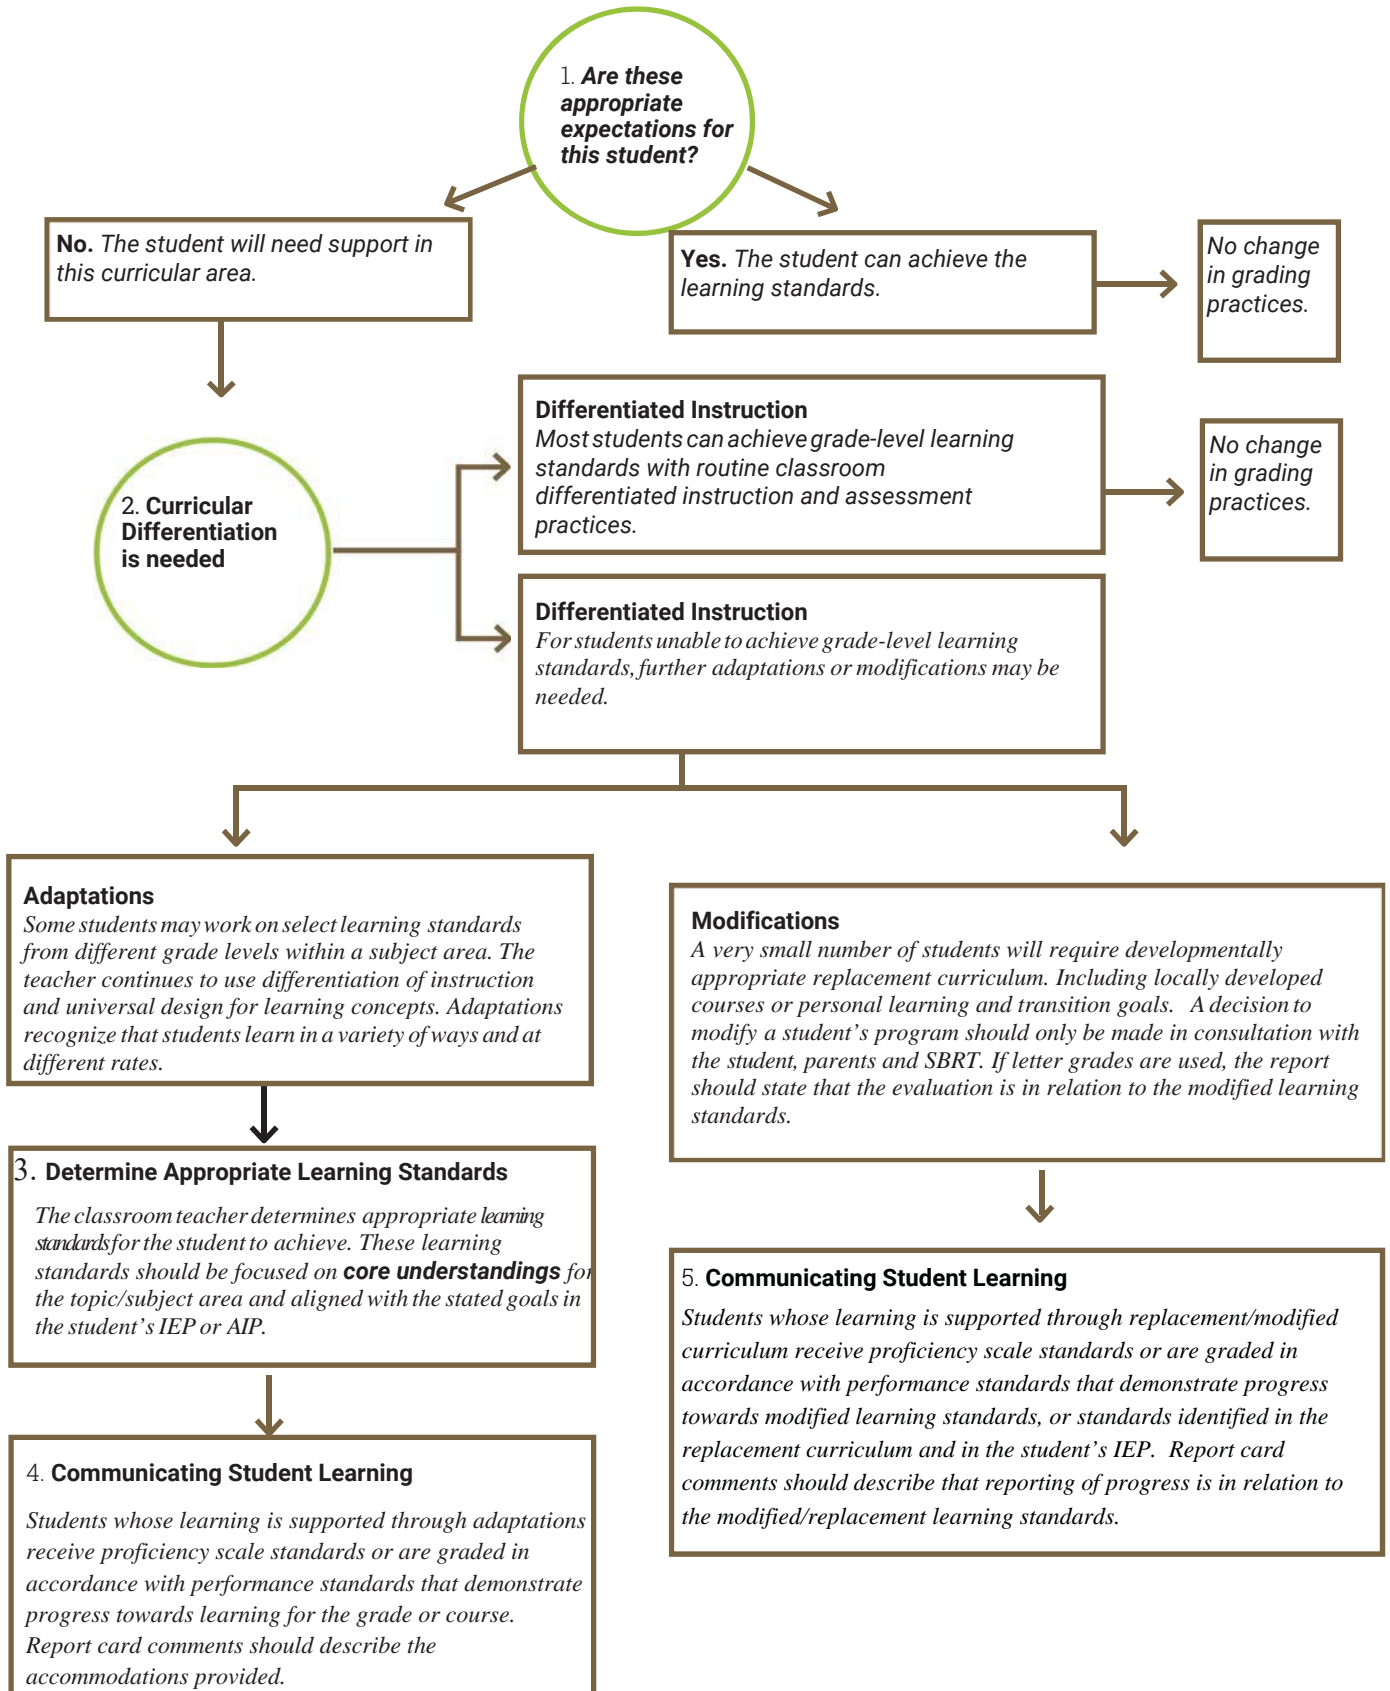 1. Are these
appropriate
expectations for
this student?
No. The student will need support in
this curricular area.
Yes. The student can achieve the
learning standards.
No change
in grading
practices.
2. Curricular
Differentiation
is needed
Differentiated Instruction
Most students can achieve grade-level learning
standards with routine classroom
differentiated instruction and assessment
practices.
No change
in grading
practices.
Differentiated Instruction
For students unable to achieve grade-level learning
standards, further adaptations or modifications may be
needed.
Adaptations
Some students may work on select learning standards
from different grade levels within a subject area. The
teacher continues to use differentiation of instruction
and universal design for learning concepts. Adaptations
recognize that students learn in a variety of ways and at
different rates.
Modifications
A very small number of students will require developmentally
appropriate replacement curriculum. Including locally developed
courses or personal learning and transition goals. A decision to
modify a student's program should only be made in consultation with
the student, parents and SBRT. If letter grades are used, the report
should state that the evaluation is in relation to the modified learning
standards.
3. Determine Appropriate Learning Standards
The classroom teacher determines appropriate learning
standards for the student to achieve. These learning
standards should be focused on core understandings for
the topic/subject area and aligned with the stated goals in
the student's IEP or AIP.
4. Communicating Student Learning
Students whose learning is supported through adaptations
receive proficiency scale standards or are graded in
accordance with performance standards that demonstrate
progress towards learning for the grade or course.
Report card comments should describe the
accommodations provided.
5. Communicating Student Learning
Students whose learning is supported through replacement/modified
curriculum receive proficiency scale standards or are graded in
accordance with performance standards that demonstrate progress
towards modified learning standards, or standards identified in the
replacement curriculum and in the student's IEP. Report card
comments should describe that reporting of progress is in relation to
the modified/replacement learning standards.